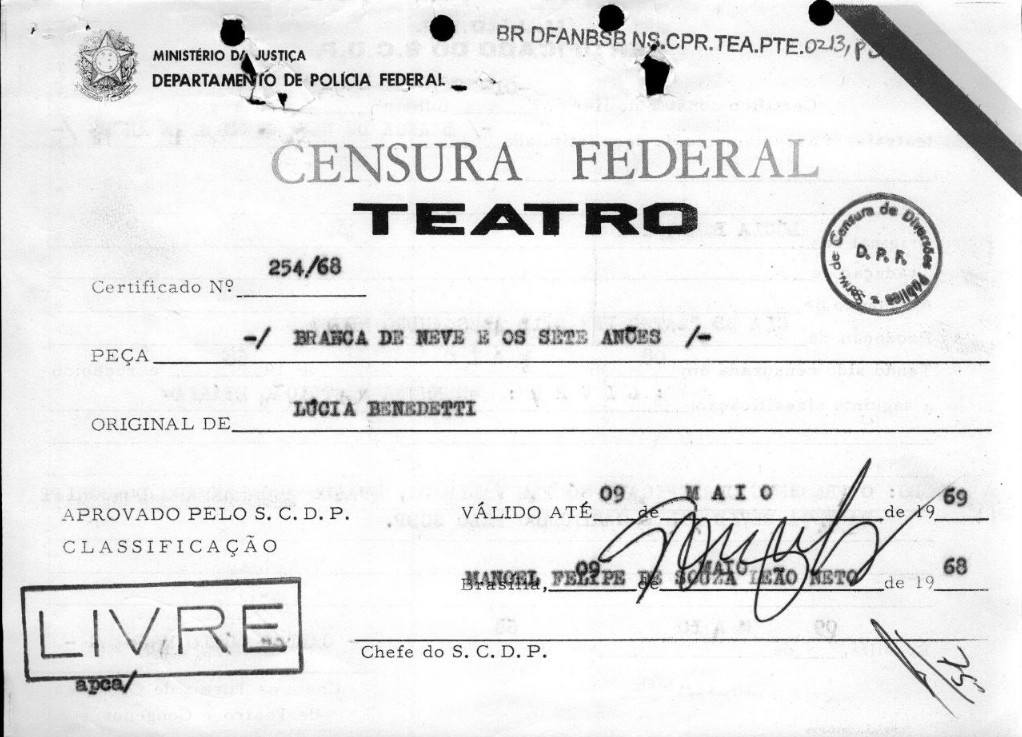 BR DFANBSB NS.CPR.TEA.PTE.0213, p
MINISTÉRIO DA JUSTIÇA
DEPARTAMENTO DE POLÍCIA FEDERAL
CENSURA FEDERAL
TEATRO
Serv. de Censura de Diversões Públicas
D. P. F.
Certificado Nº 254/68
PEÇA -/ BRANCA DE NEVE E OS SETE ANÕES /-
ORIGINAL DE LÚCIA BENEDETTI
APROVADO PELO S. C. D. P.
CLASSIFICAÇÃO
LIVRE
apca/
VÁLIDO ATÉ, 09 de MAIO de 19 69
Brasília, 09 de MAIO de 19 68
MANOEL FELIPE DE SOUZA LEÃO NETO
Chefe do S. C. D. P.